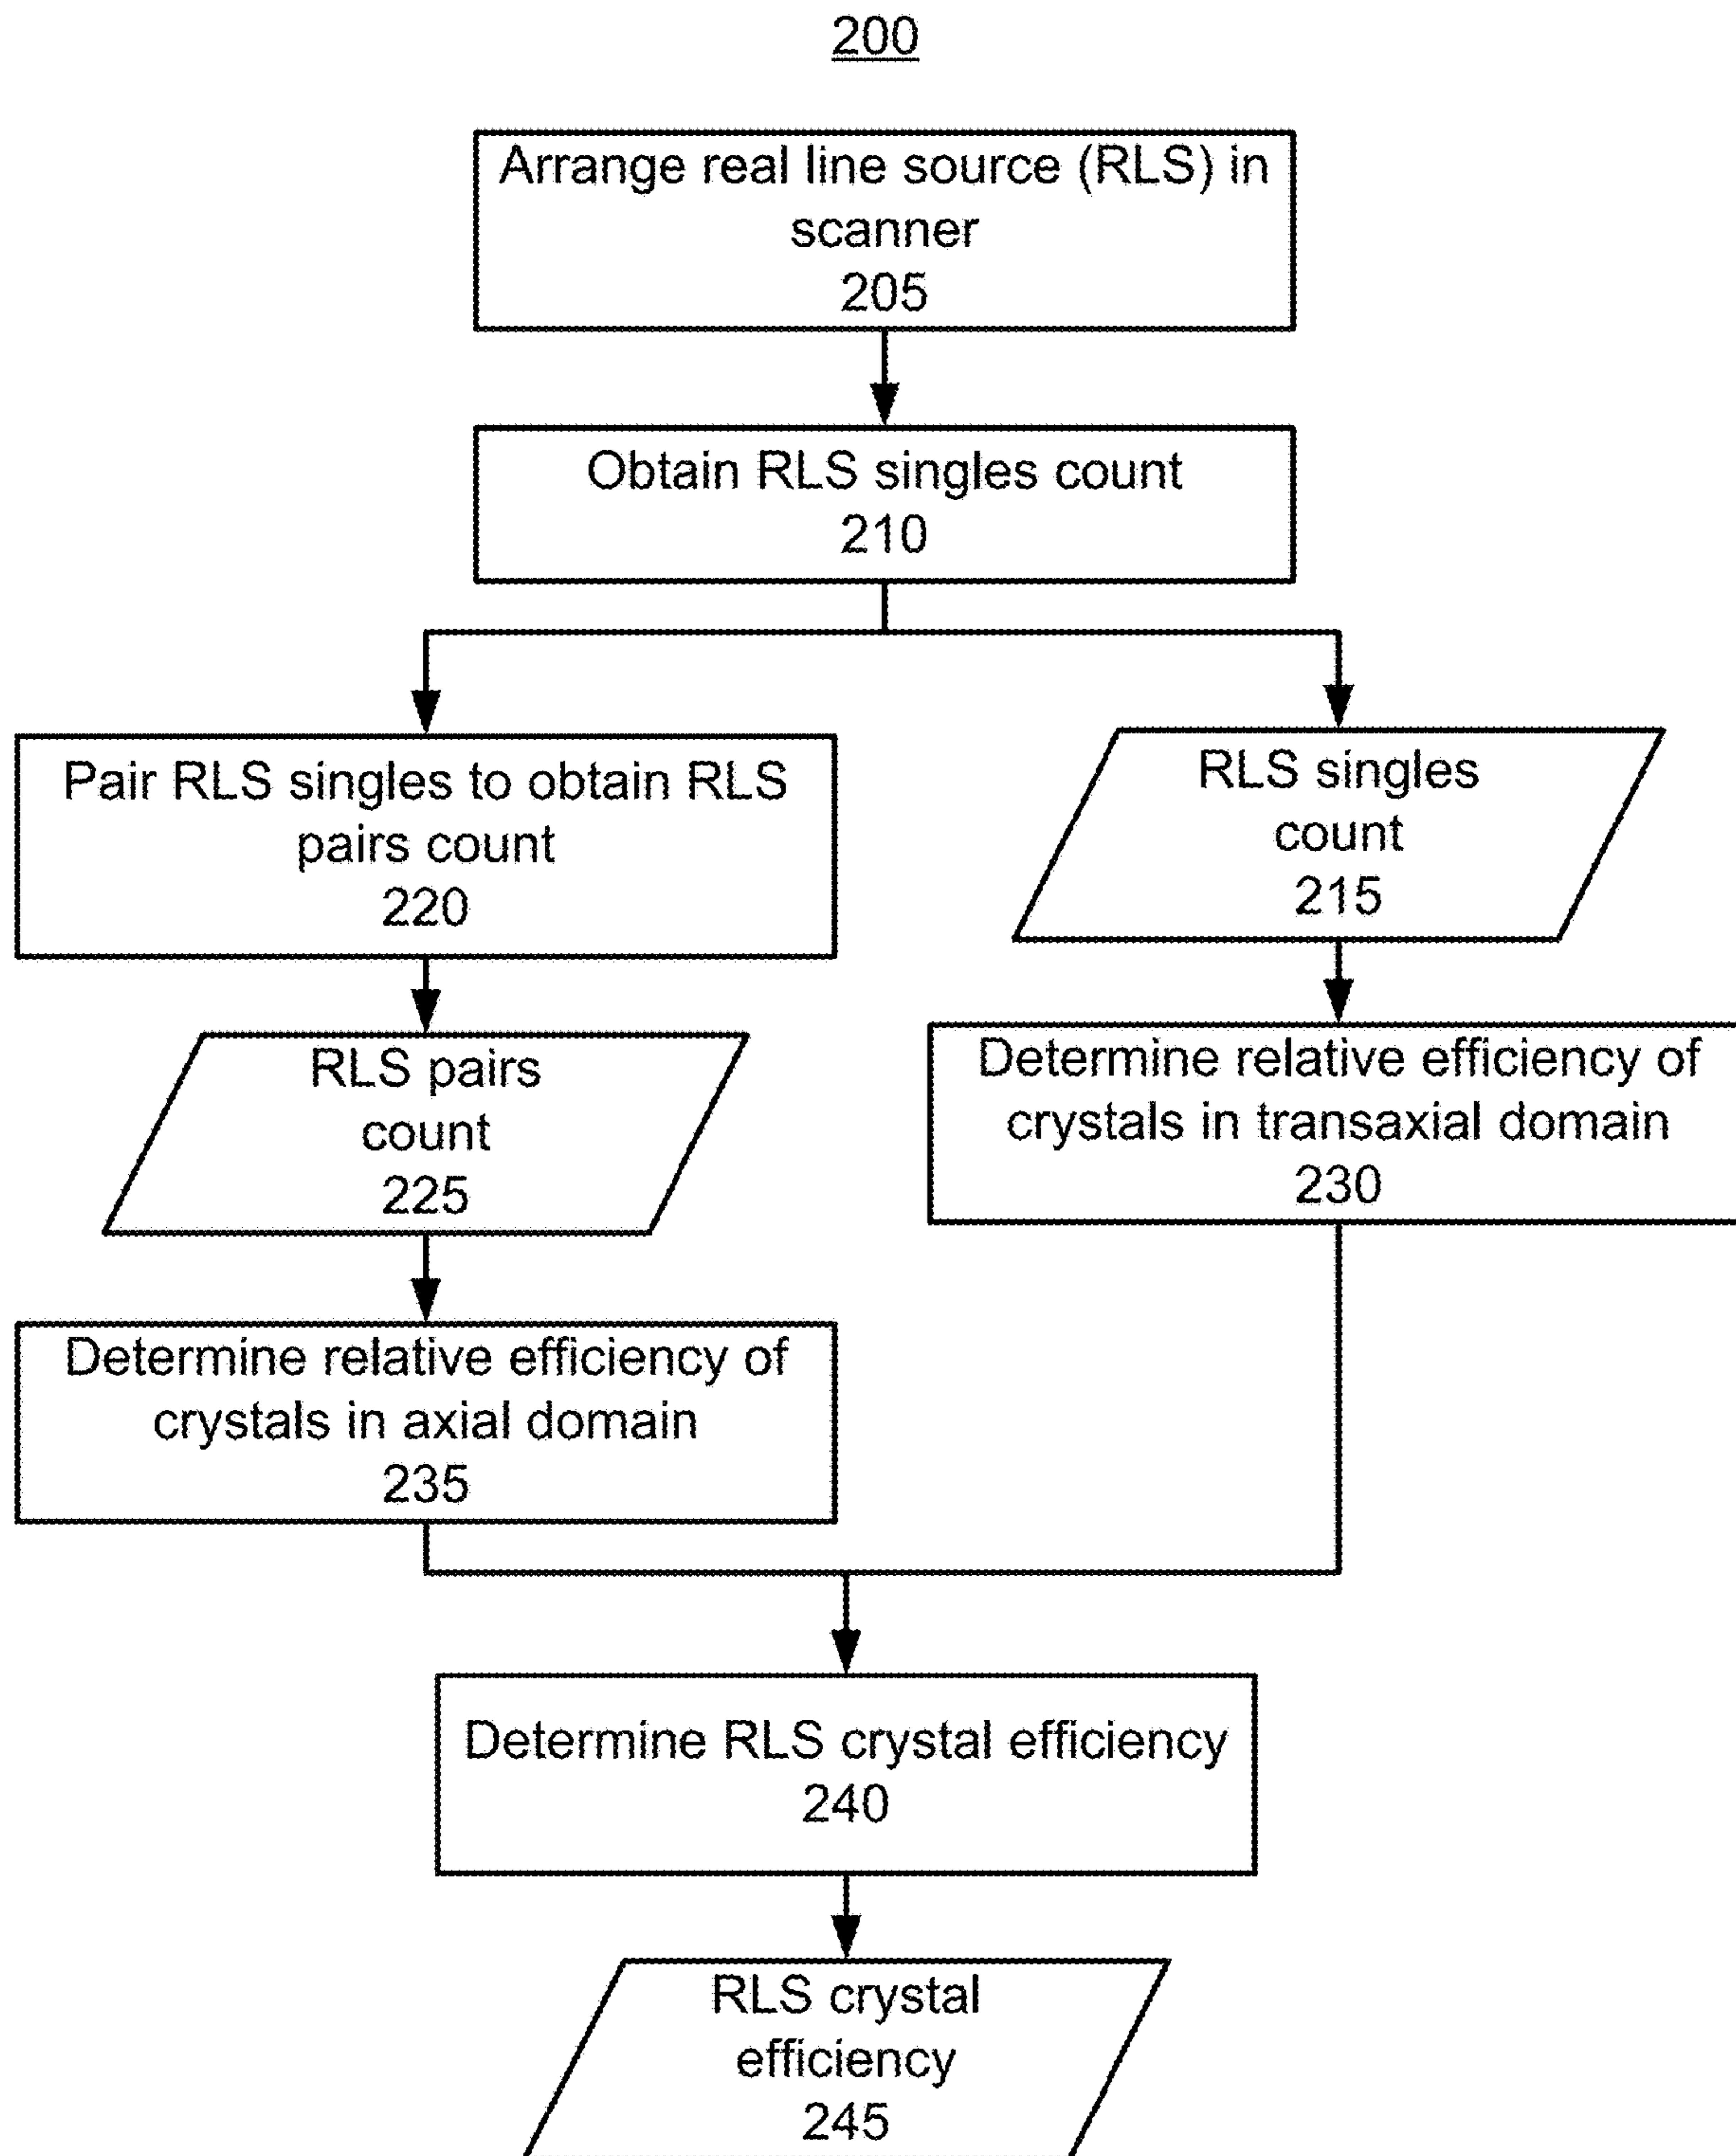 200
Arrange real line source (RLS) in
scanner
205
Obtain RLS singles count
210
Pair RLS singles to obtain RLS
pairs count
220
RLS singles
count
215
RLS pairs
count
225
Determine relative efficiency of
crystals in transaxial domain
230
Determine relative efficiency of
crystals in axial domain
235
Determine RLS crystal efficiency
240
RLS crystal
efficiency
245